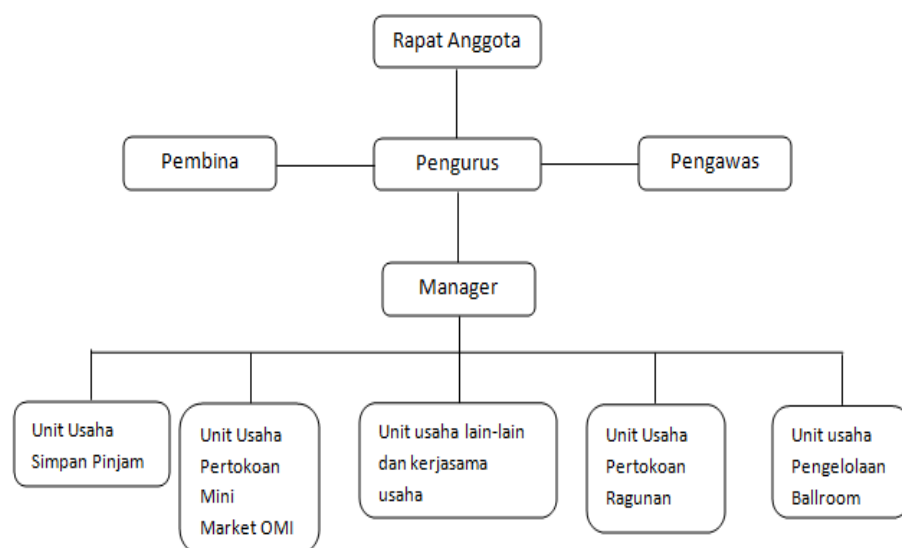 Rapat Anggota
Pembina
Pengurus
Pengawas
Manager
Unit Usaha
Simpan Pinjam
Unit Usaha
Pertokoan
Mini
Market OMI
Unit usaha lain-lain
dan kerjasama
usaha
Unit Usaha
Pertokoan
Ragunan
Unit usaha
Pengelolaan
Ballroom